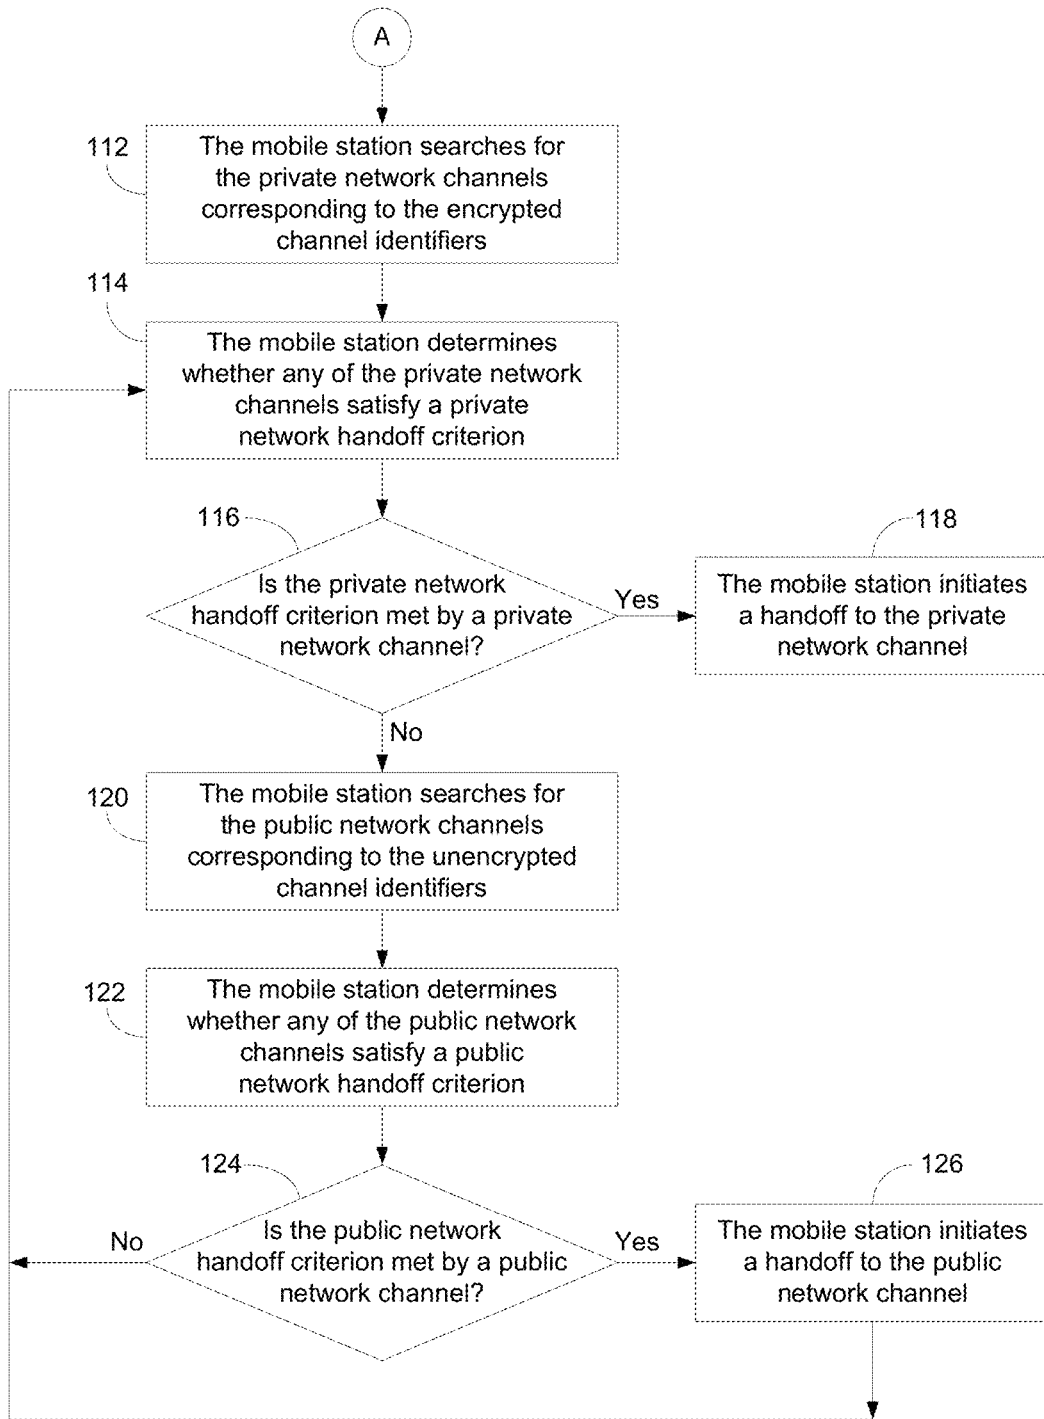 A
112
The mobile station searches for
the private network channels
corresponding to the encrypted
channel identifiers
114
The mobile station determines
whether any of the private network
channels satisfy a private
network handoff criterion
116
Is the private network
handoff criterion met by a private
network channel?
Yes
118
The mobile station initiates
a handoff to the private
network channel
No
120
The mobile station searches for
the public network channels
corresponding to the unencrypted
channel identifiers
122
The mobile station determines
whether any of the public network
channels satisfy a public
network handoff criterion
124
Is the public network
handoff criterion met by a public
network channel?
No
Yes
126
The mobile station initiates
a handoff to the public
network channel